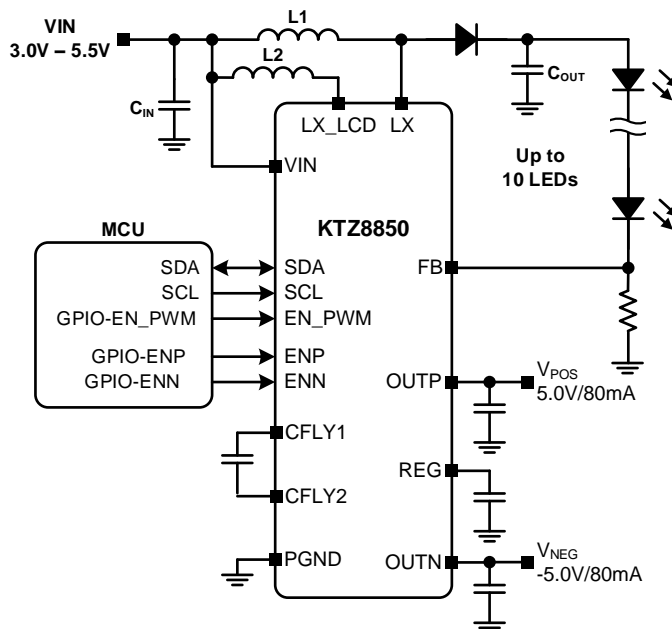 VIN
3.0V – 5.5V
L1
L2
CIN
COUT
LX_LCD
LX
VIN
Up to
10 LEDs
KTZ8850
MCU
SDA
SCL
GPIO-EN_PWM
GPIO-ENP
GPIO-ENN
SDA
SCL
EN_PWM
ENP
ENN
FB
OUTP
VPOS
5.0V/80mA
CFLY1
CFLY2
REG
PGND
OUTN
VNEG
-5.0V/80mA